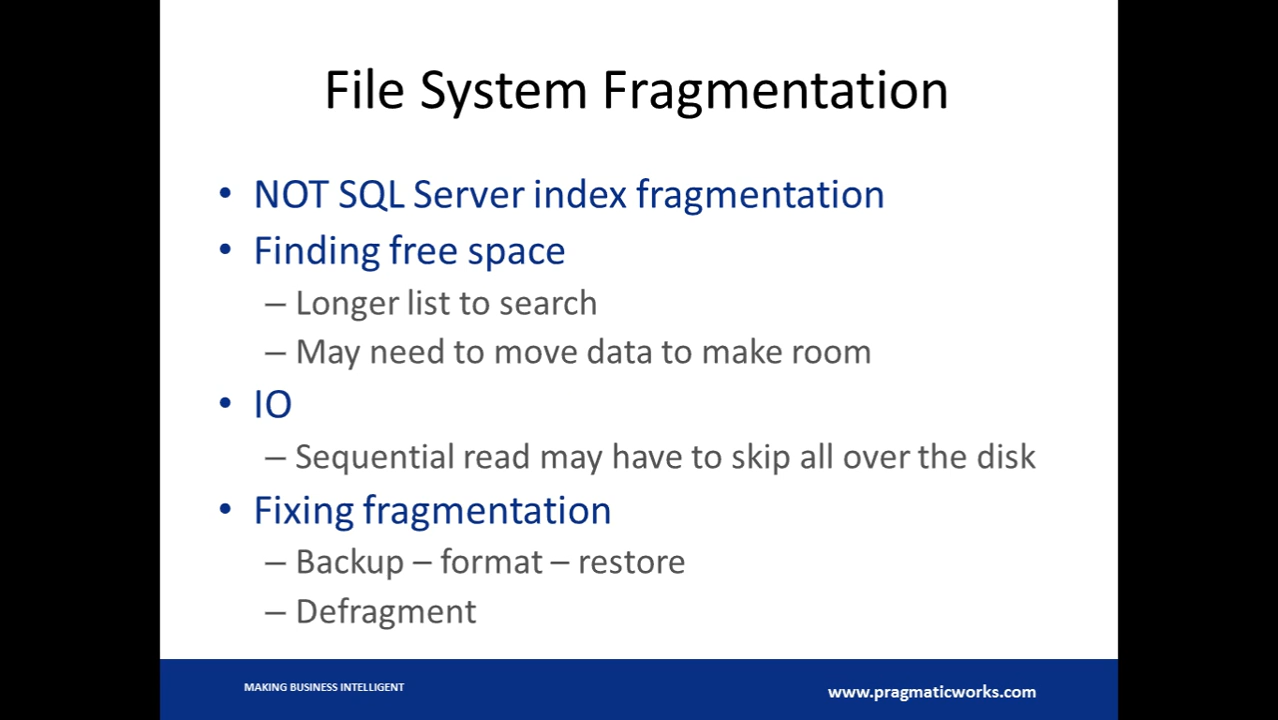 File System Fragmentation
• NOT SQL Server index fragmentation
• Finding free space
– Longer list to search
– May need to move data to make room
• IO
– Sequential read may have to skip all over the disk
• Fixing fragmentation
– Backup – format – restore
– Defragment
MAKING BUSINESS INTELLIGENT
www.pragmaticworks.com